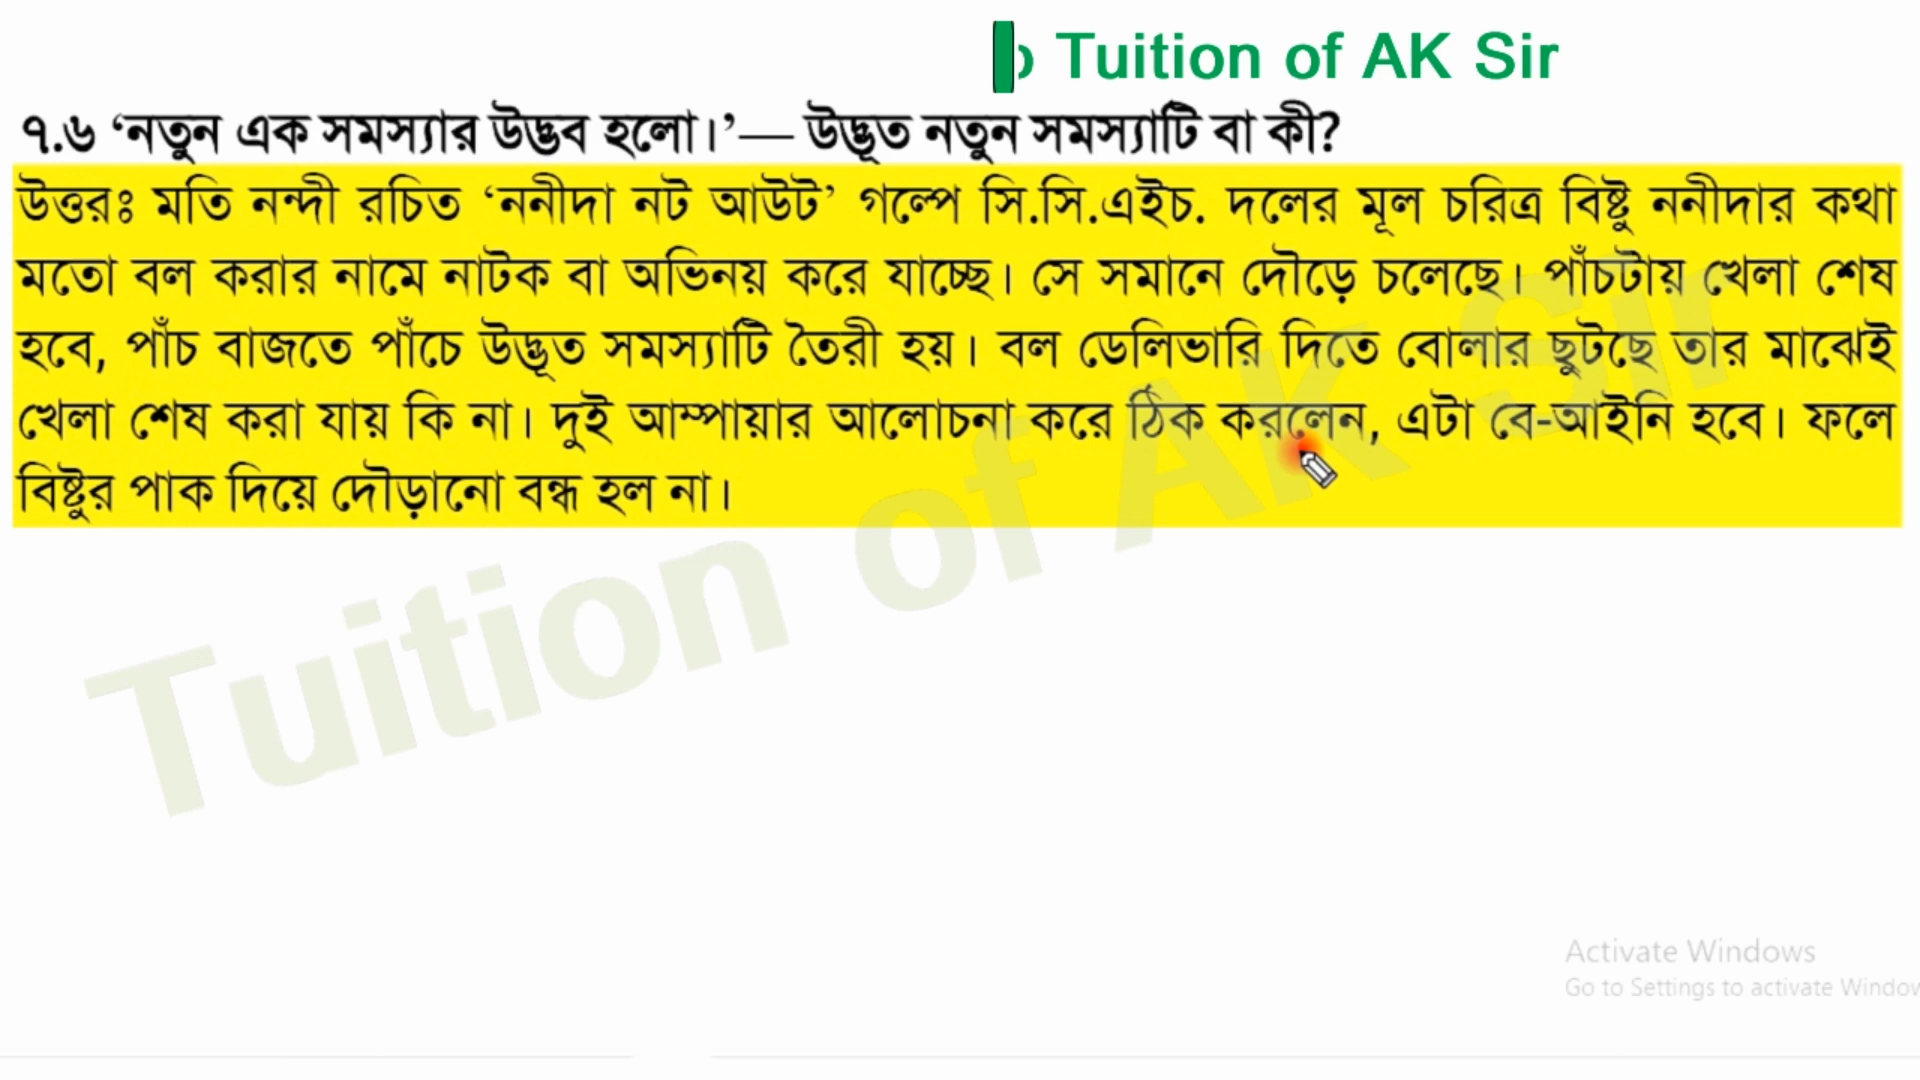 Tuition of AK Sir
৭.৬ ‘নতুন এক সমস্যার উদ্ভব হলো।’— উদ্ভূত নতুন সমস্যাটি বা কী?
উত্তরঃ মতি নন্দী রচিত ‘ননীদা নট আউট’ গল্পে সি.সি.এইচ. দলের মূল চরিত্র বিষ্টু ননীদার কথা
মতো বল করার নামে নাটক বা অভিনয় করে যাচ্ছে। সে সমানে দৌড়ে চলেছে। পাঁচটায় খেলা শেষ
হবে, পাঁচ বাজতে পাঁচে উদ্ভূত সমস্যাটি তৈরী হয়। বল ডেলিভারি দিতে বোলার ছুটছে তার মাঝেই
খেলা শেষ করা যায় কি না। দুই আম্পায়ার আলোচনা করে ঠিক করলেন, এটা বে-আইনি হবে। ফলে
বিষ্টুর পাক দিয়ে দৌড়ানো বন্ধ হল না।
Tuition of AK Sir
Activate Windows
Go to Settings to activate Window